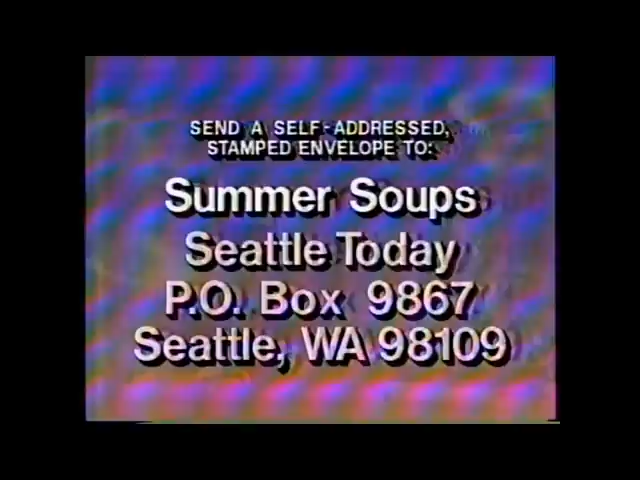 SEND A SELF-ADDRESSED,
STAMPED ENVELOPE TO:
Summer Soups
Seattle Today
P.O. Box 9867
Seattle, WA 98109